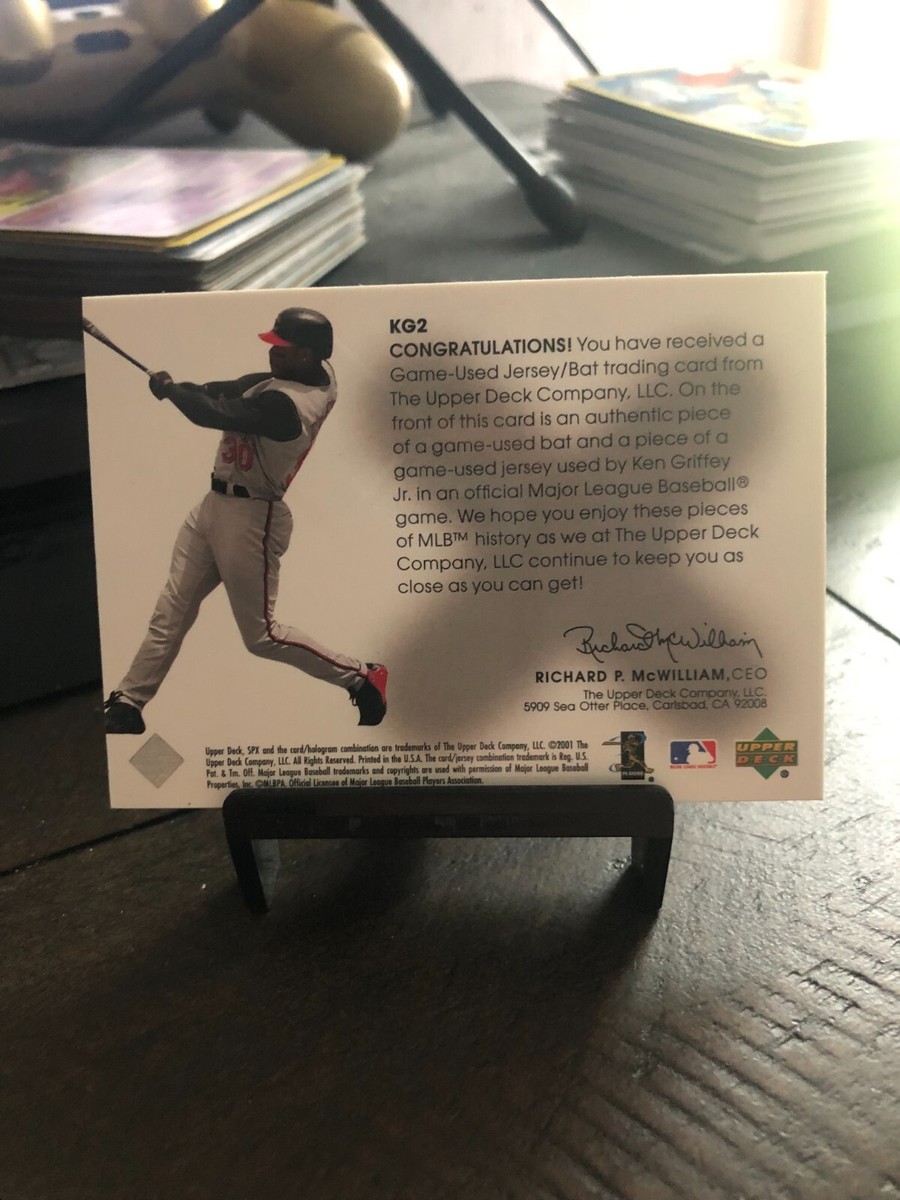 KG2
CONGRATULATIONS! You have received a
Game-Used Jersey/Bat trading card from
The Upper Deck Company, LLC. On the
front of this card is an authentic piece
of a game-used bat and a piece of a
game-used jersey used by Ken Griffey
Jr. in an official Major League Baseball®
game. We hope you enjoy these pieces
of MLB™ history as we at The Upper Deck
Company, LLC continue to keep you as
close as you can get!
30
Richard P. McWilliam
RICHARD P. McWILLIAM, CEO
The Upper Deck Company, LLC.
5909 Sea Otter Place, Carlsbad, CA 92008
Upper Deck, SPX and the card/hologram combination are trademarks of The Upper Deck Company, LLC. ©2001 The
Upper Deck Company, LLC. All Rights Reserved. Printed in the U.S.A. The card/jersey combination trademark is Reg. U.S.
Pat. & Tm. Off. Major League Baseball trademarks and copyrights are used with permission of Major League Baseball
Properties, Inc. ©MLBPA. Official Licensee of Major League Baseball Players Association.
PLAYERS
UPPER
DECK